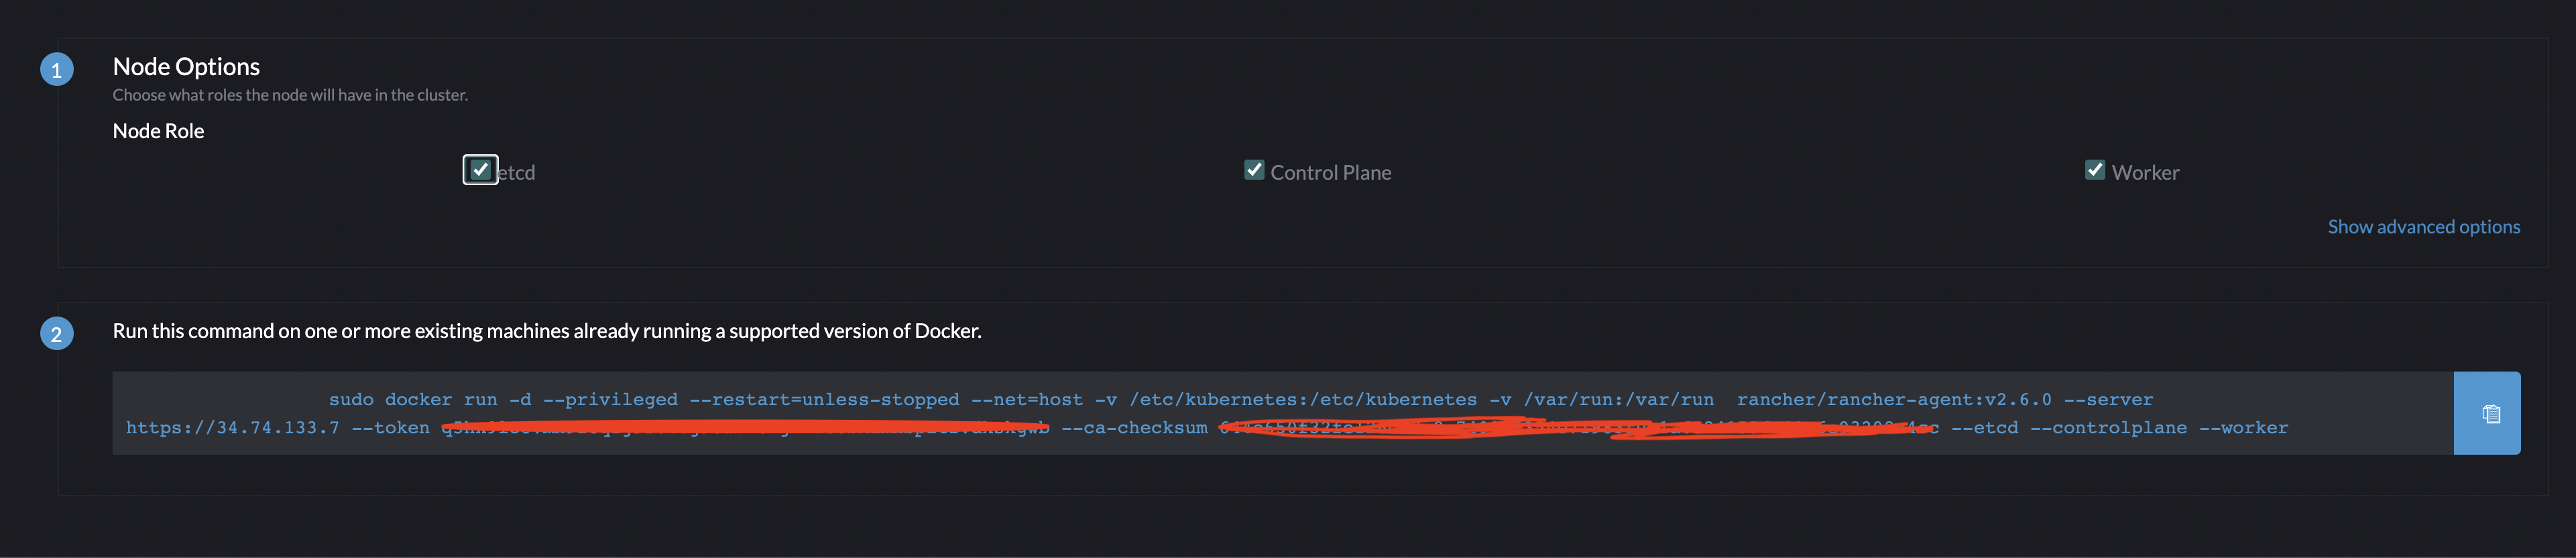 1
Node Options
Choose what roles the node will have in the cluster.
Node Role
etcd Control Plane Worker
Show advanced options
2
Run this command on one or more existing machines already running a supported version of Docker.
sudo docker run -d --privileged --restart=unless-stopped --net=host -v /etc/kubernetes:/etc/kubernetes -v /var/run:/var/run rancher/rancher-agent:v2.6.0 --server
https://34.74.133.7 --token --ca-checksum --etcd --controlplane --worker